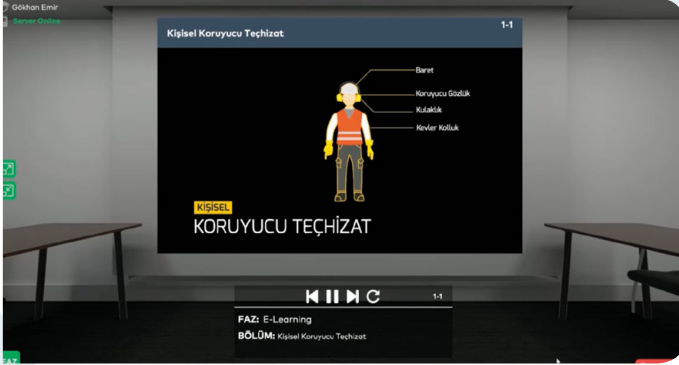 Gökhan Emir
Server Online
Kişisel Koruyucu Teçhizat
1-1
Baret
Koruyucu Gözlük
Kulaklık
Kevler Kolluk
KİŞİSEL
KORUYUCU TEÇHİZAT
1-1
FAZ: E-Learning
BÖLÜM: Kişisel Koruyucu Teçhizat
FAZ